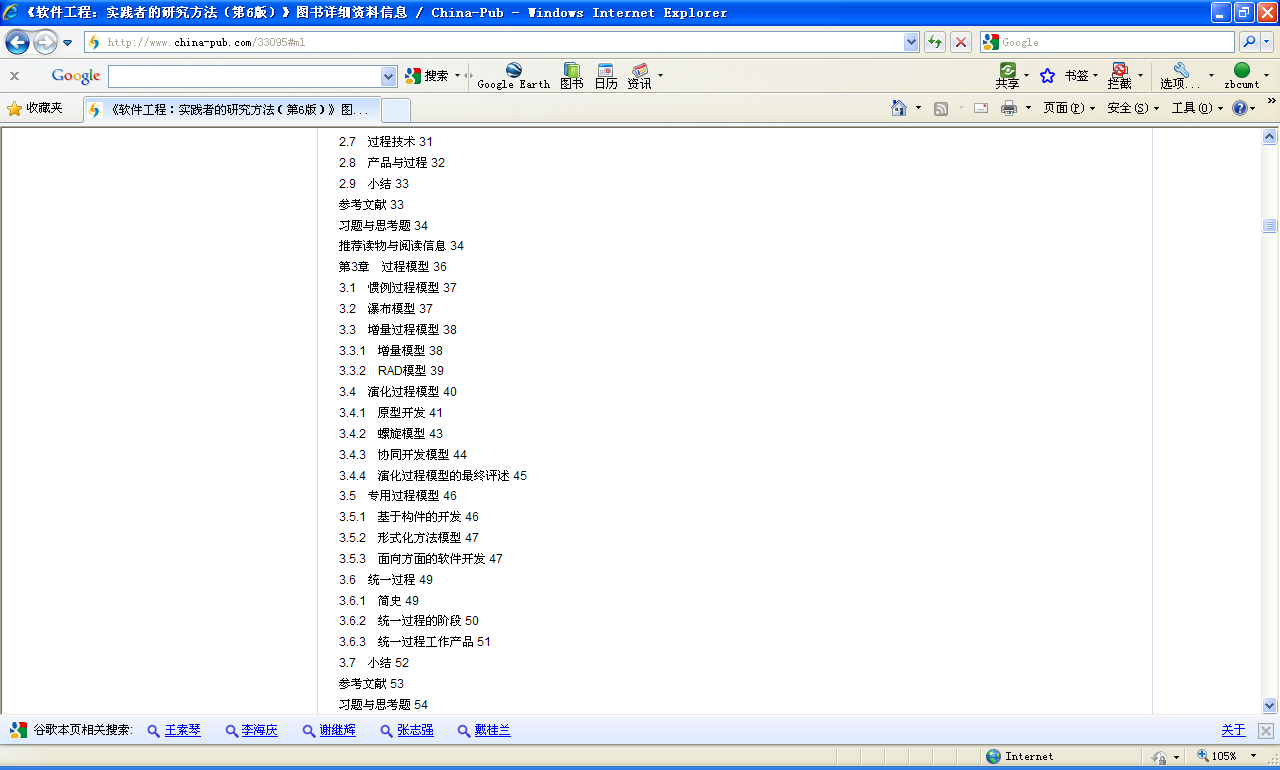 《软件工程：实践者的研究方法（第6版）》图书详细资料信息 / China-Pub - Windows Internet Explorer
http://www.china-pub.com/33095#ml
Google
Google 搜索 Google Earth 图书 日历 资讯 共享 书签 拦截 选项... zbcumt
收藏夹 《软件工程：实践者的研究方法（第6版）》图... 页面(P) 安全(S) 工具(O)
2.7 过程技术 31
2.8 产品与过程 32
2.9 小结 33
参考文献 33
习题与思考题 34
推荐读物与阅读信息 34
第3章 过程模型 36
3.1 惯例过程模型 37
3.2 瀑布模型 37
3.3 增量过程模型 38
3.3.1 增量模型 38
3.3.2 RAD模型 39
3.4 演化过程模型 40
3.4.1 原型开发 41
3.4.2 螺旋模型 43
3.4.3 协同开发模型 44
3.4.4 演化过程模型的最终评述 45
3.5 专用过程模型 46
3.5.1 基于构件的开发 46
3.5.2 形式化方法模型 47
3.5.3 面向方面的软件开发 47
3.6 统一过程 49
3.6.1 简史 49
3.6.2 统一过程的阶段 50
3.6.3 统一过程工作产品 51
3.7 小结 52
参考文献 53
习题与思考题 54
谷歌本页相关搜索: 王素琴 李海庆 谢继辉 张志强 戴桂兰 关于
Internet 105%